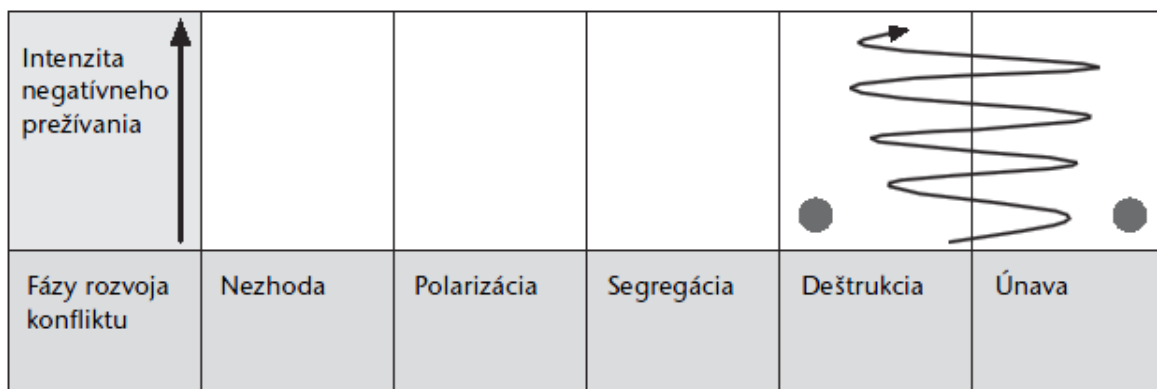 Intenzita
negatívneho
prežívania
Fázy rozvoja
konfliktu
Nezhoda
Polarizácia
Segregácia
Deštrukcia
Únava